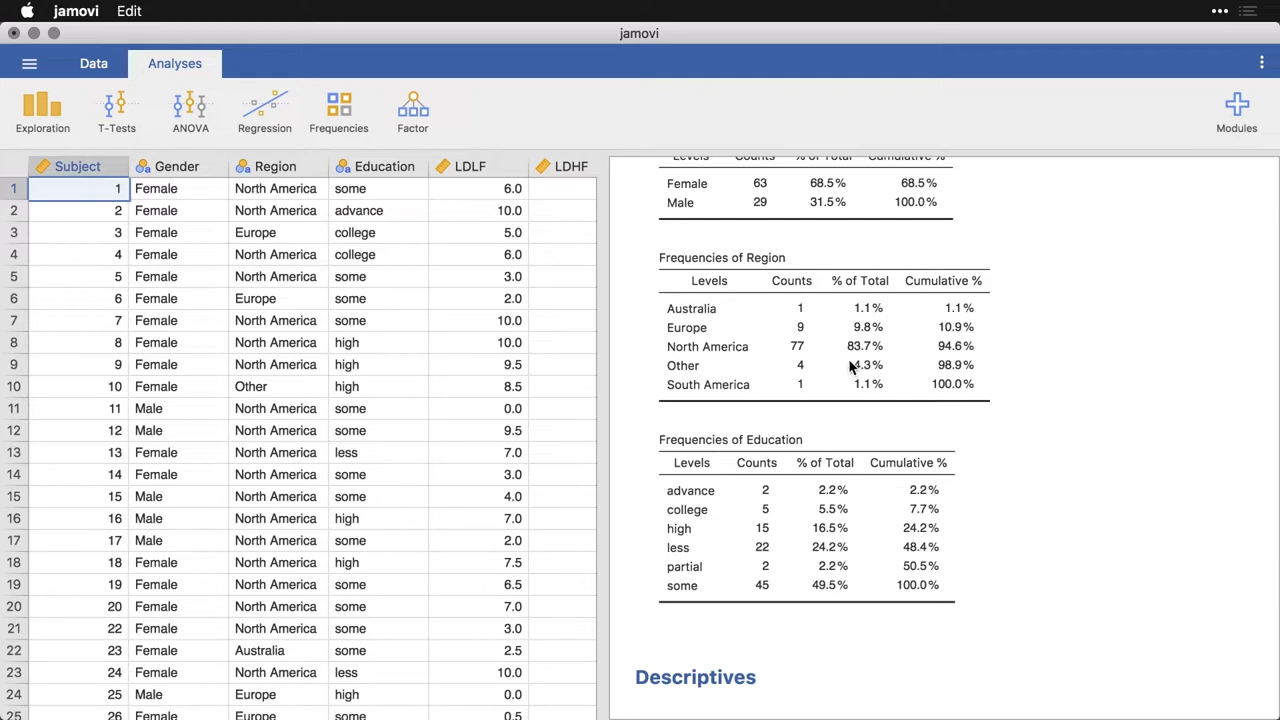 jamovi Edit
jamovi
Data Analyses
Exploration T-Tests ANOVA Regression Frequencies Factor Modules
Subject Gender Region Education LDLF LDHF
1 1 Female North America some 6.0
2 2 Female North America advance 10.0
3 3 Female Europe college 5.0
4 4 Female North America college 6.0
5 5 Female North America some 3.0
6 6 Female Europe some 2.0
7 7 Female North America some 10.0
8 8 Female North America high 10.0
9 9 Female North America high 9.5
10 10 Female Other high 8.5
11 11 Male North America some 0.0
12 12 Male North America some 9.5
13 13 Female North America less 7.0
14 14 Female North America some 3.0
15 15 Male North America some 4.0
16 16 Male North America high 7.0
17 17 Male North America some 2.0
18 18 Female North America high 7.5
19 19 Female North America some 6.5
20 20 Female North America some 7.0
21 22 Female North America some 3.0
22 23 Female Australia some 2.5
23 24 Female North America less 10.0
24 25 Male Europe high 0.0
25 26 Female Europe some 0.5
Levels Counts % of Total Cumulative %
Female 63 68.5% 68.5%
Male 29 31.5% 100.0%
Frequencies of Region
Levels Counts % of Total Cumulative %
Australia 1 1.1% 1.1%
Europe 9 9.8% 10.9%
North America 77 83.7% 94.6%
Other 4 4.3% 98.9%
South America 1 1.1% 100.0%
Frequencies of Education
Levels Counts % of Total Cumulative %
advance 2 2.2% 2.2%
college 5 5.5% 7.7%
high 15 16.5% 24.2%
less 22 24.2% 48.4%
partial 2 2.2% 50.5%
some 45 49.5% 100.0%
Descriptives